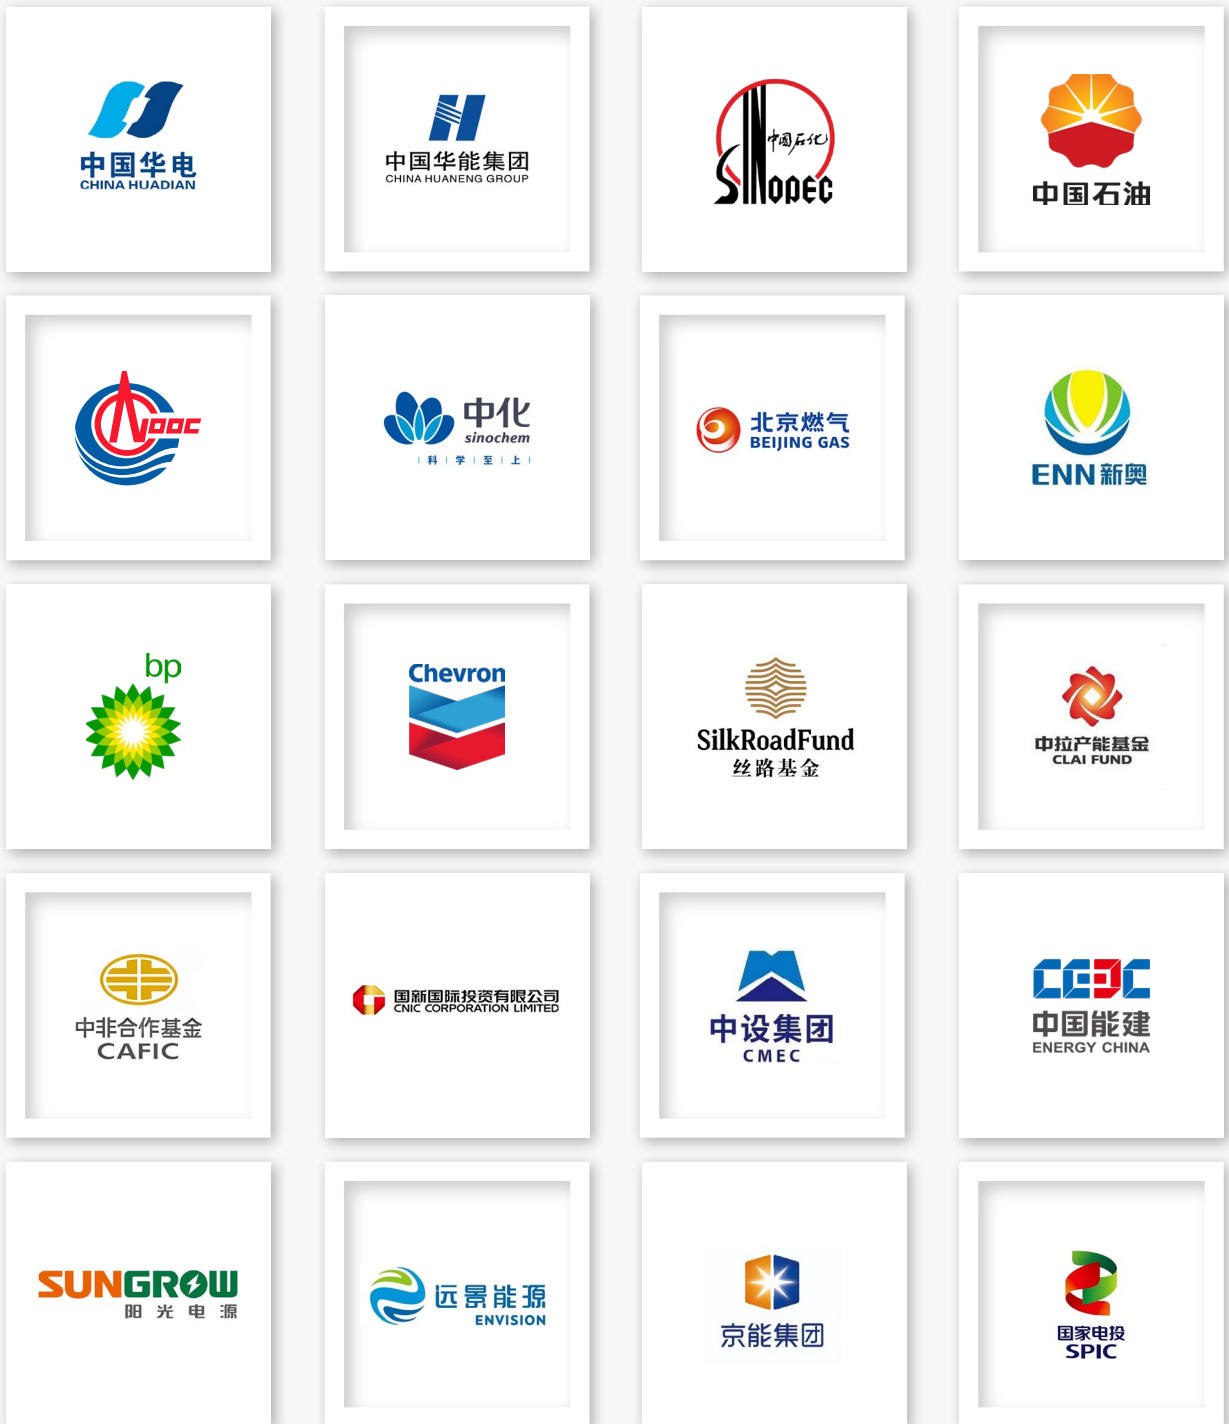 中国华电
CHINA HUADIAN
中国华能集团
CHINA HUANENG GROUP
中国石化
SINOPEC
中国石油
CNOOC
中化
sinochem
科 学 至 上
北京燃气
BEIJING GAS
ENN新奥
bp
Chevron
SilkRoadFund
丝路基金
中拉产能基金
CLAI FUND
中非合作基金
CAFIC
国新国际投资有限公司
CNIC CORPORATION LIMITED
中设集团
CMEC
CEEC
中国能建
ENERGY CHINA
SUNGROW
阳光电源
远景能源
ENVISION
京能集团
国家电投
SPIC